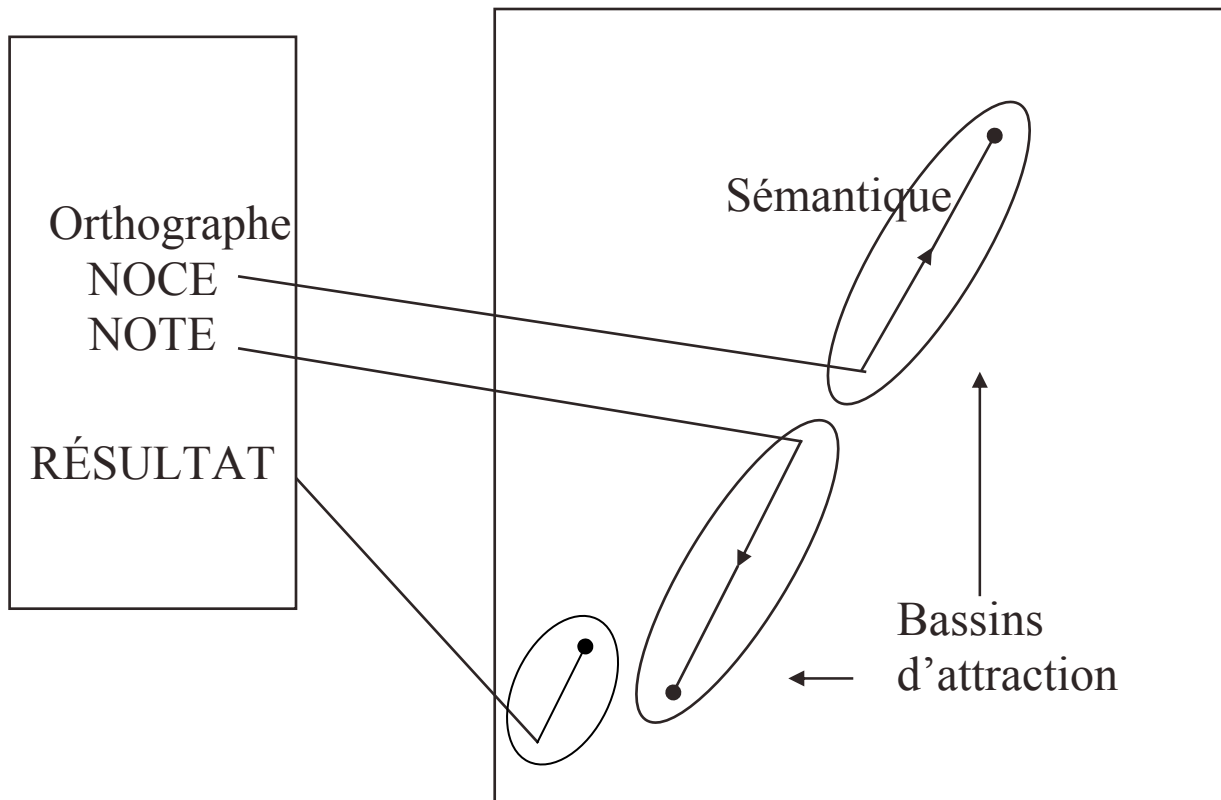 Orthographe
NOCE
NOTE
RÉSULTAT
Sémantique
Bassins
d’attraction